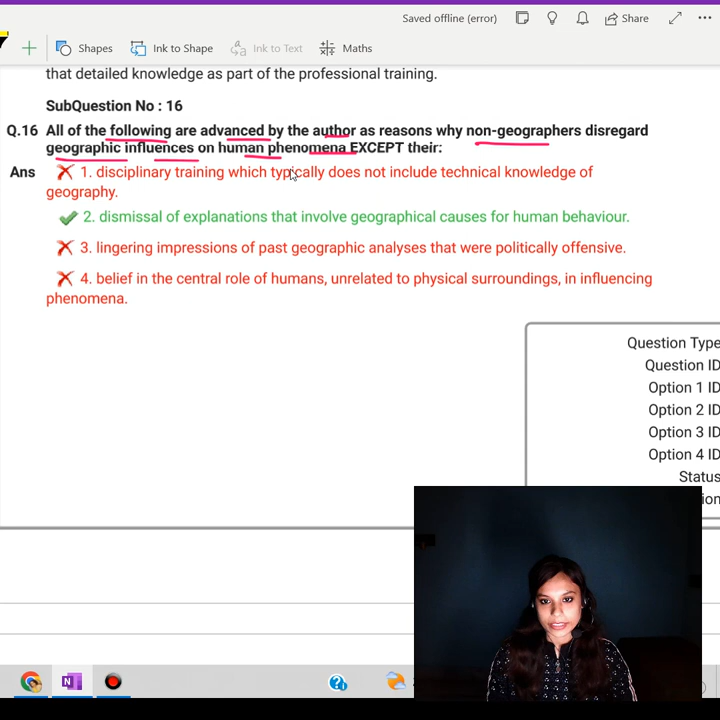 Saved offline (error)
Share
Shapes
Ink to Shape
Ink to Text
Maths
that detailed knowledge as part of the professional training.
SubQuestion No : 16
Q.16 All of the following are advanced by the author as reasons why non-geographers disregard
geographic influences on human phenomena EXCEPT their:
Ans 1. disciplinary training which typically does not include technical knowledge of
geography.
2. dismissal of explanations that involve geographical causes for human behaviour.
3. lingering impressions of past geographic analyses that were politically offensive.
4. belief in the central role of humans, unrelated to physical surroundings, in influencing
phenomena.
Question Type
Question ID
Option 1 ID
Option 2 ID
Option 3 ID
Option 4 ID
Status